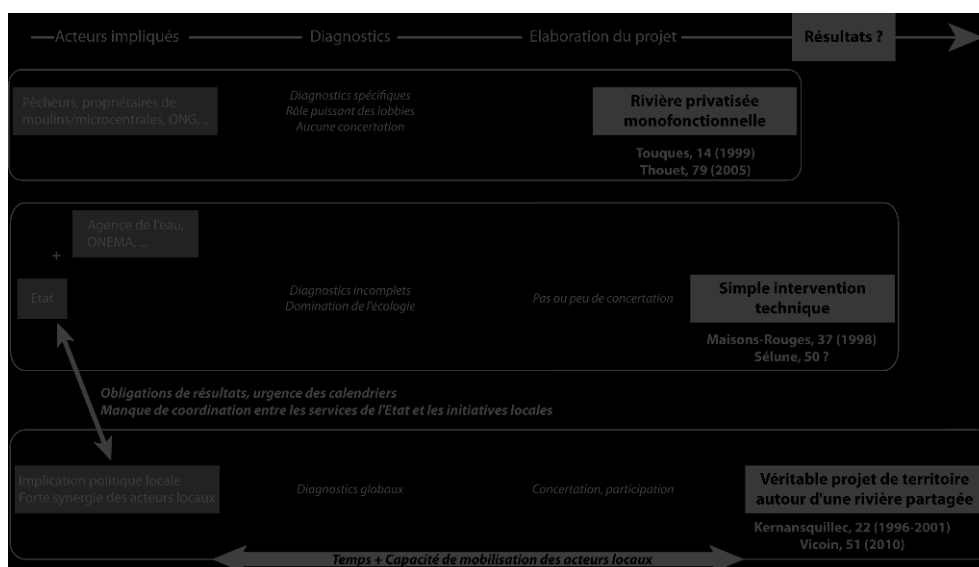 Acteurs impliqués
Diagnostics
Elaboration du projet
Résultats ?
Pêcheurs, propriétaires de
moulins/microcentrales, ONG, ...
Diagnostics spécifiques
Rôle puissant des lobbies
Aucune concertation
Rivière privatisée
monofonctionnelle
Touques, 14 (1999)
Thouet, 79 (2005)
Agence de l'eau,
ONEMA, ...
+
Etat
Diagnostics incomplets
Domination de l'écologie
Pas ou peu de concertation
Simple intervention
technique
Maisons-Rouges, 37 (1998)
Sélune, 50 ?
Obligations de résultats, urgence des calendriers
Manque de coordination entre les services de l'Etat et les initiatives locales
Implication politique locale
Forte synergie des acteurs locaux
Diagnostics globaux
Concertation, participation
Véritable projet de territoire
autour d'une rivière partagée
Kernansquillec, 22 (1996-2001)
Vicoin, 51 (2010)
Temps + Capacité de mobilisation des acteurs locaux